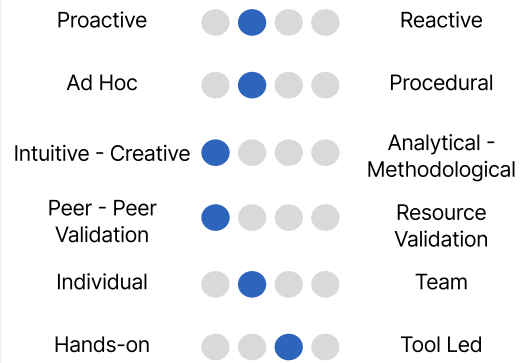 Proactive Reactive
Ad Hoc Procedural
Intuitive - Creative Analytical -
Methodological
Peer - Peer
Validation
Resource
Validation
Individual Team
Hands-on Tool Led